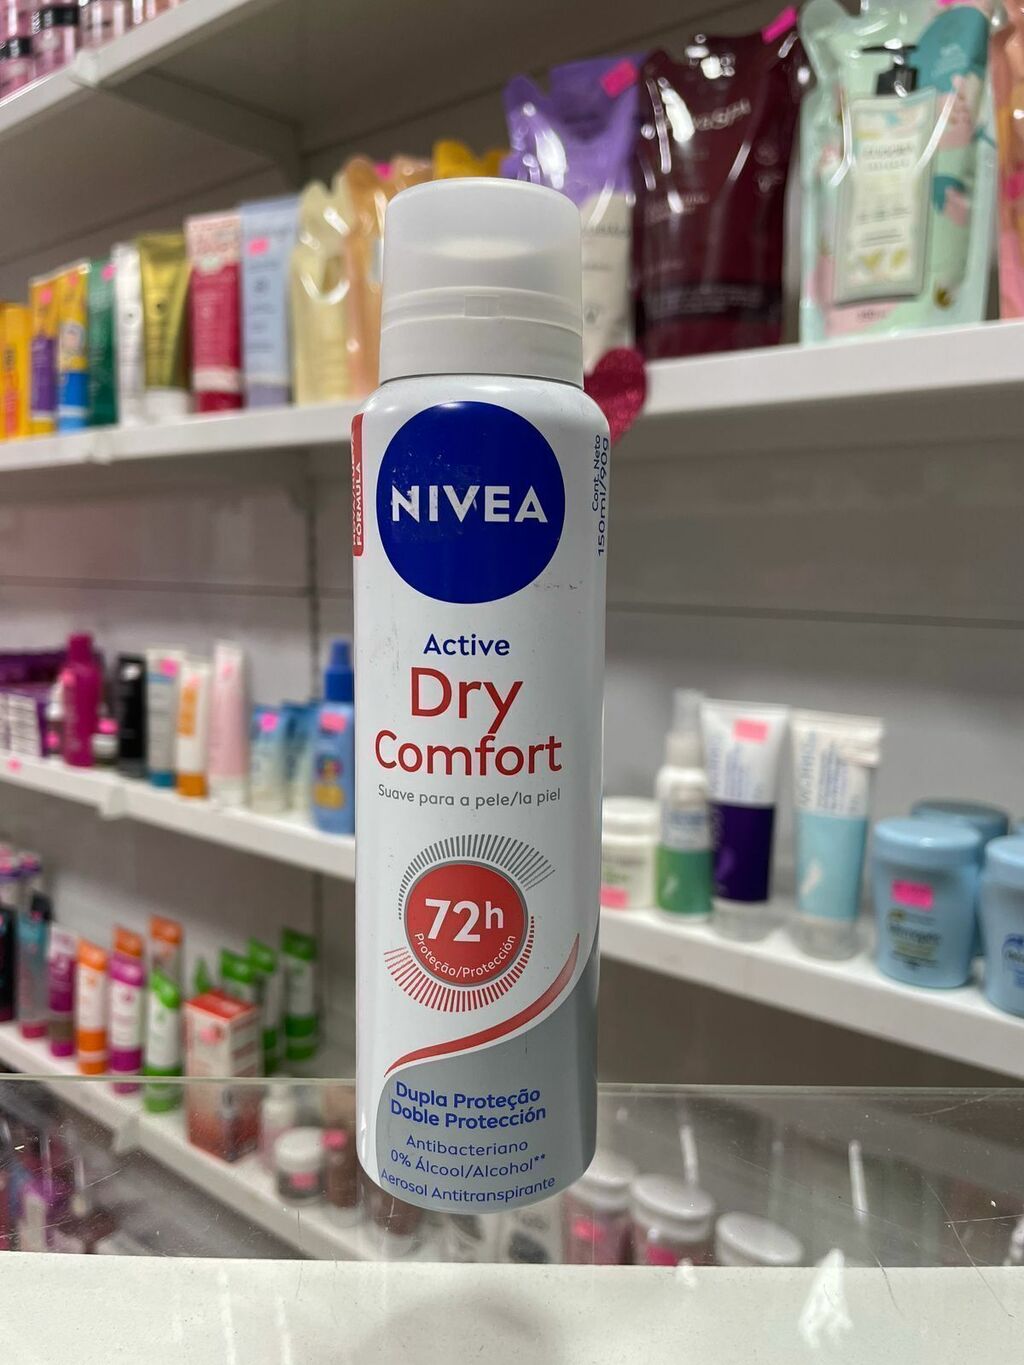 FORMULA
NIVEA
Cont. Neto
150ml/90g
Active
Dry
Comfort
Suave para a pele/la piel
72h
Proteção/Protección
Dupla Proteção
Doble Protección
Antibacteriano
0% Álcool/Alcohol**
Aerosol Antitranspirante